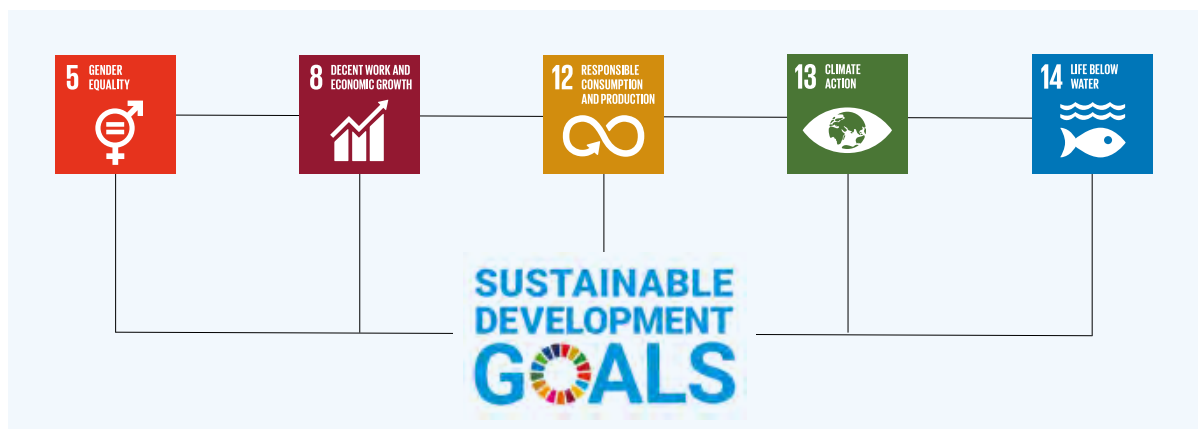 5 GENDER
EQUALITY
8 DECENT WORK AND
ECONOMIC GROWTH
12 RESPONSIBLE
CONSUMPTION
AND PRODUCTION
13 CLIMATE
ACTION
14 LIFE BELOW
WATER
SUSTAINABLE
DEVELOPMENT
GOALS